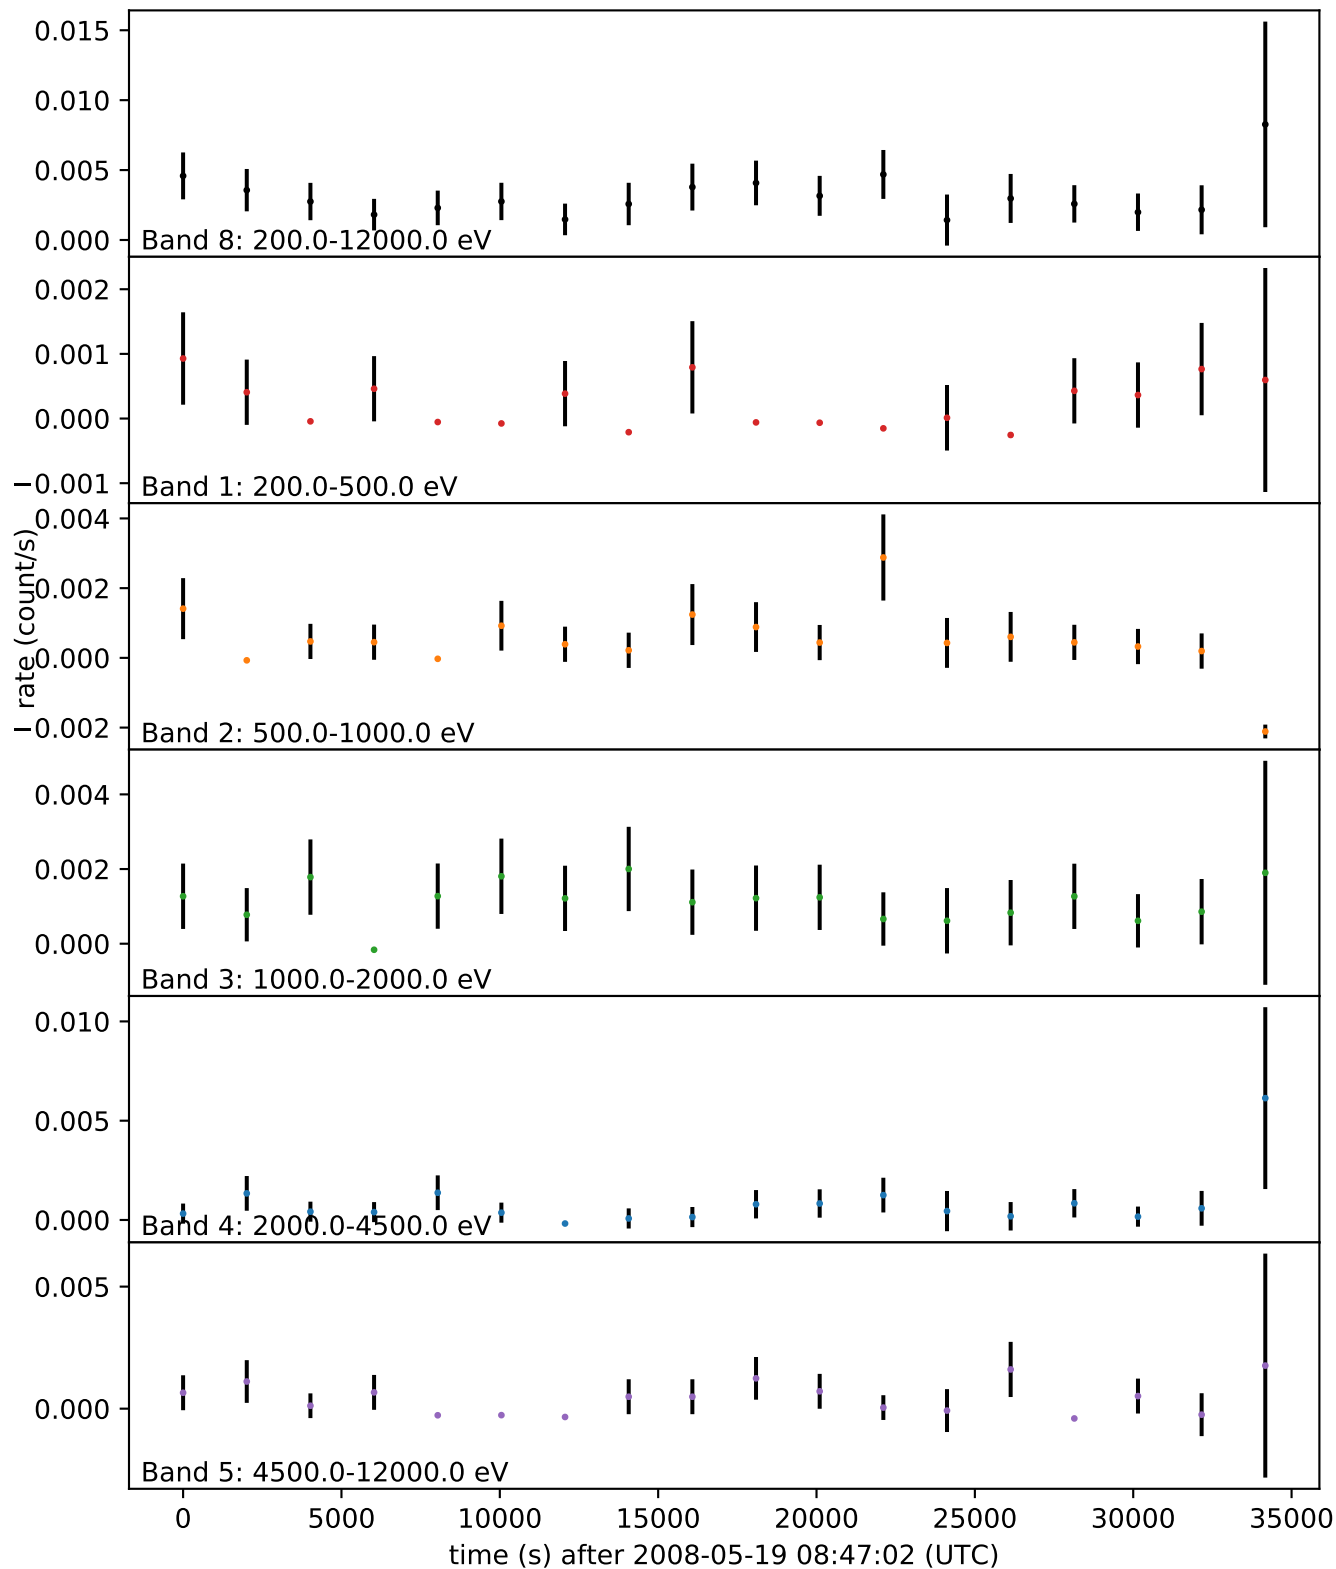 0.015
0.010
0.005
0.000
Band 8: 200.0-12000.0 eV
0.002
0.001
0.000
−0.001
Band 1: 200.0-500.0 eV
rate (count/s)
0.004
0.002
0.000
−0.002
Band 2: 500.0-1000.0 eV
0.004
0.002
0.000
Band 3: 1000.0-2000.0 eV
0.010
0.005
0.000
Band 4: 2000.0-4500.0 eV
0.005
0.000
Band 5: 4500.0-12000.0 eV
0 5000 10000 15000 20000 25000 30000 35000
time (s) after 2008-05-19 08:47:02 (UTC)